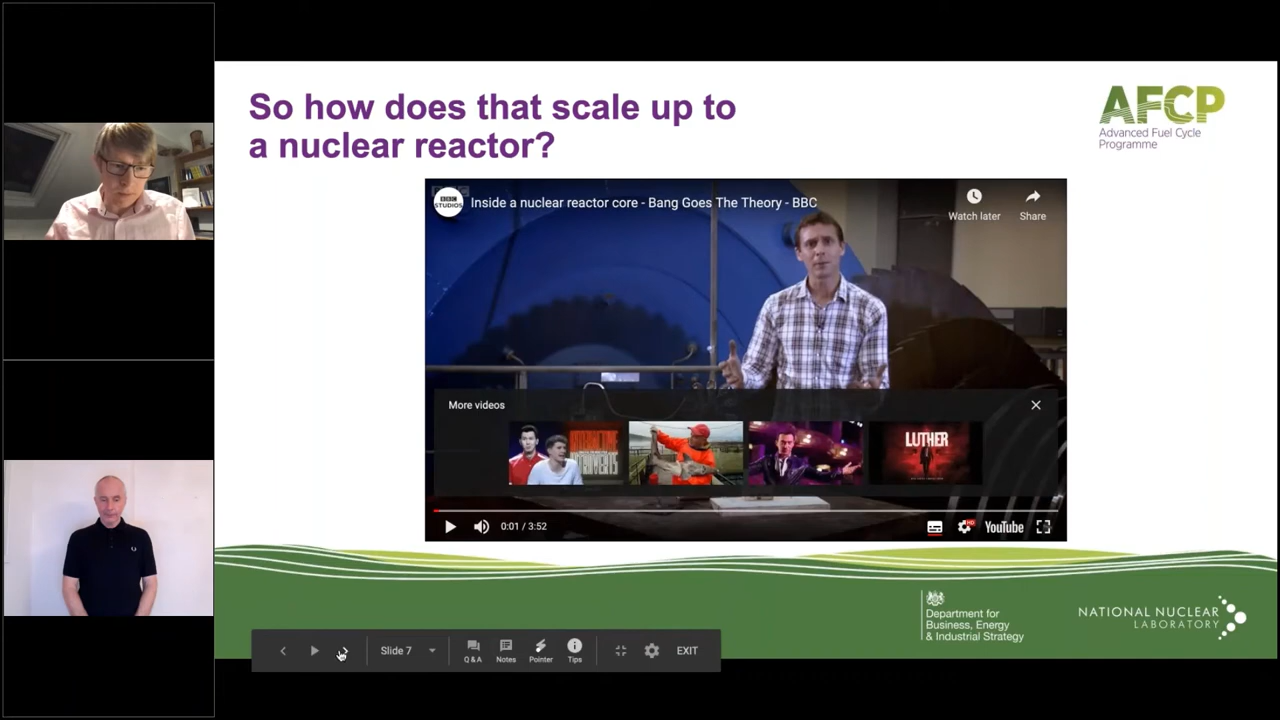 So how does that scale up to
a nuclear reactor?
AFCP
Advanced Fuel Cycle
Programme
BBC
STUDIOS
Inside a nuclear reactor core - Bang Goes The Theory - BBC
Watch later
Share
More videos
LUTHER
0:01 / 3:52
HD
YouTube
Department for
Business, Energy
& Industrial Strategy
NATIONAL NUCLEAR
LABORATORY
Slide 7
Q & A
Notes
Pointer
Tips
EXIT